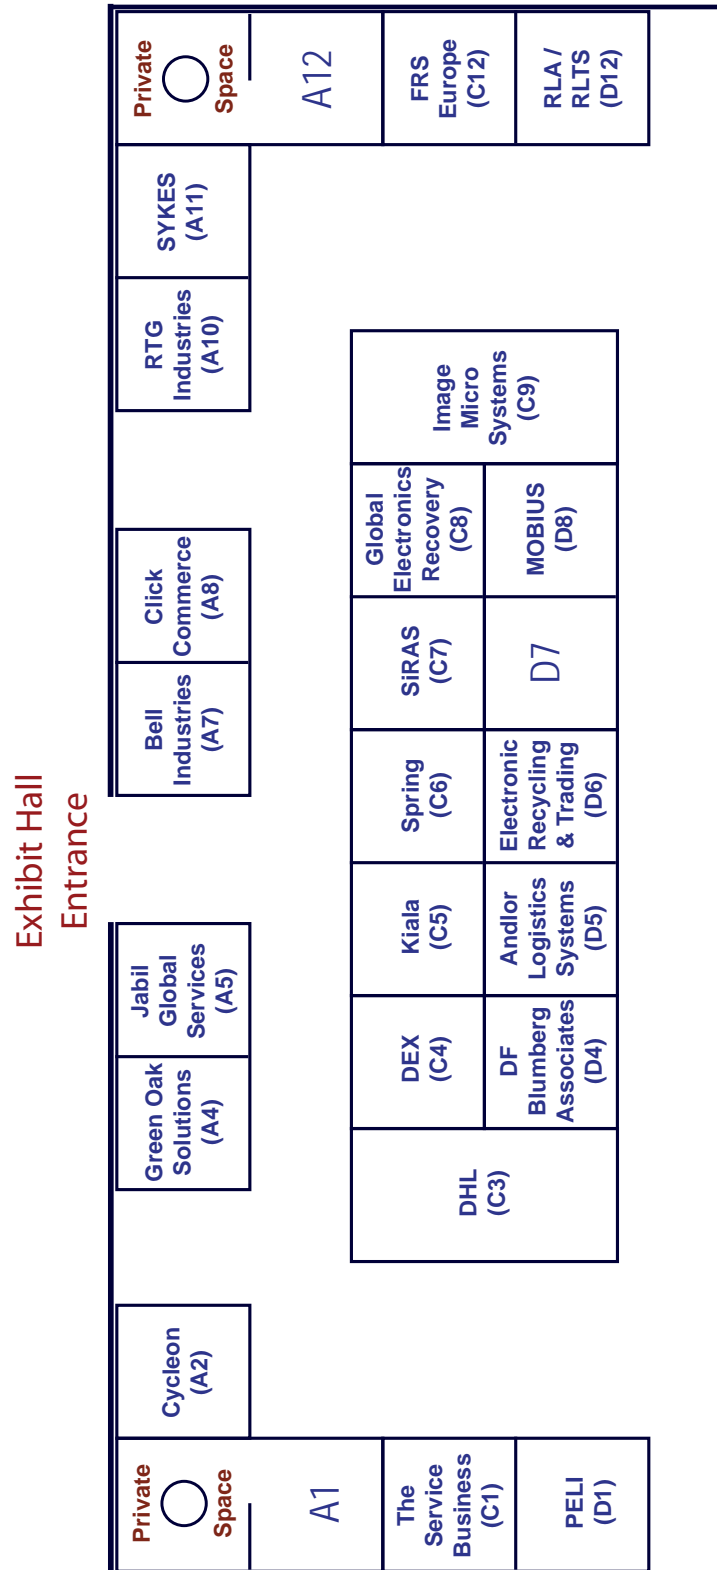 Exhibit Hall
Entrance
Private
Space
A1
The
Service
Business
(C1)
PELI
(D1)
Cycleon
(A2)
DHL
(C3)
Green Oak
Solutions
(A4)
Jabil
Global
Services
(A5)
DEX
(C4)
DF
Blumberg
Associates
(D4)
Kiala
(C5)
Andlor
Logistics
Systems
(D5)
Spring
(C6)
Electronic
Recycling
& Trading
(D6)
Bell
Industries
(A7)
Click
Commerce
(A8)
SiRAS
(C7)
D7
Global
Electronics
Recovery
(C8)
MOBIUS
(D8)
Image
Micro
Systems
(C9)
RTG
Industries
(A10)
SYKES
(A11)
Private
Space
A12
FRS
Europe
(C12)
RLA /
RLTS
(D12)